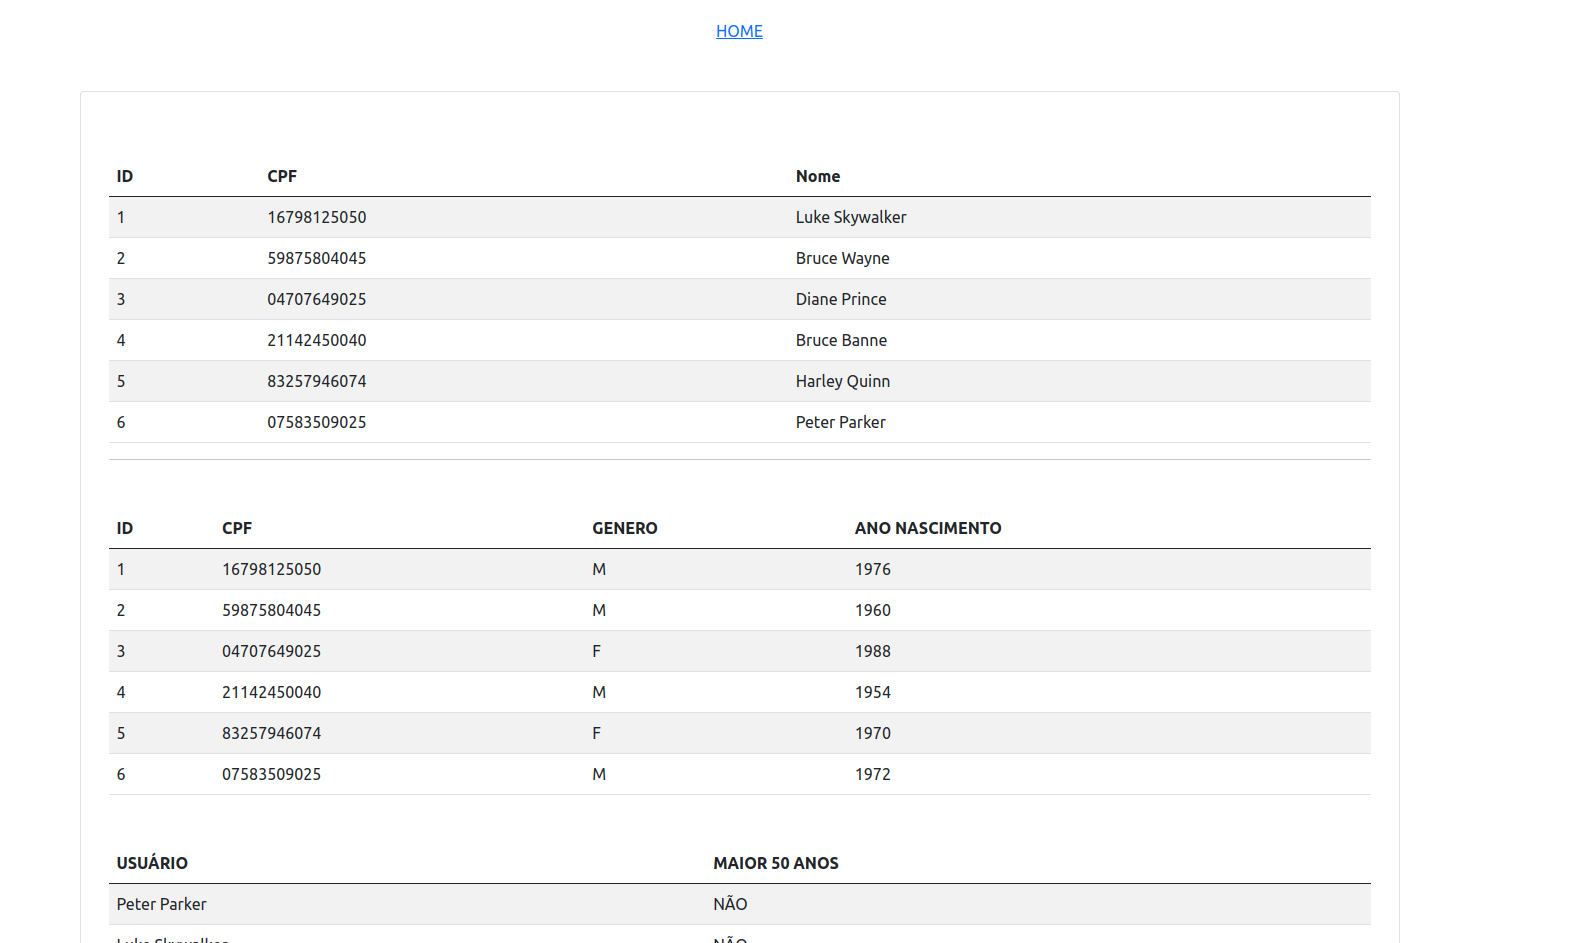 HOME
ID CPF Nome
1 16798125050 Luke Skywalker
2 59875804045 Bruce Wayne
3 04707649025 Diane Prince
4 21142450040 Bruce Banne
5 83257946074 Harley Quinn
6 07583509025 Peter Parker
ID CPF GENERO ANO NASCIMENTO
1 16798125050 M 1976
2 59875804045 M 1960
3 04707649025 F 1988
4 21142450040 M 1954
5 83257946074 F 1970
6 07583509025 M 1972
USUÁRIO MAIOR 50 ANOS
Peter Parker NÃO
Luke Skywalker NÃO